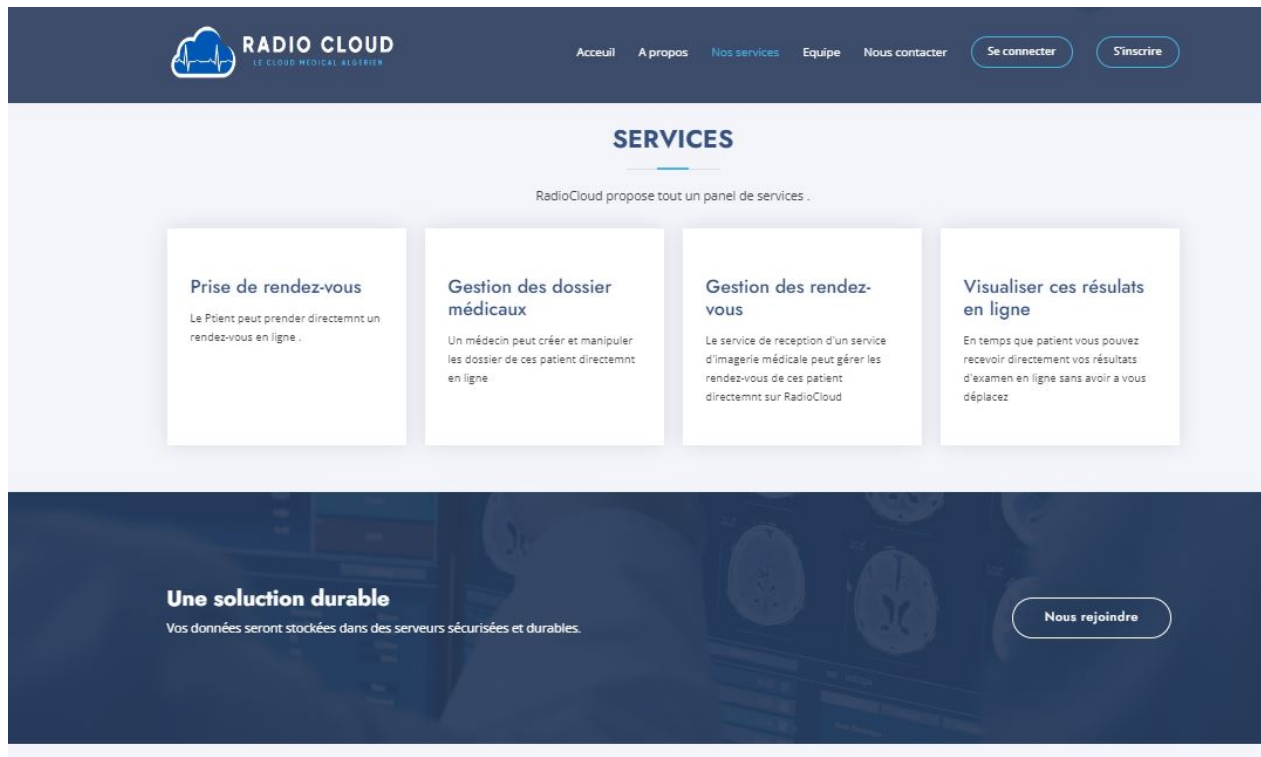 RADIO CLOUD
LE CLOUD MEDICAL ALGERIEN
Acceuil A propos Nos services Equipe Nous contacter Se connecter S'inscrire
SERVICES
RadioCloud propose tout un panel de services .
Prise de rendez-vous
Le Ptient peut prender directemnt un
rendez-vous en ligne .
Gestion des dossier
médicaux
Un médecin peut créer et manipuler
les dossier de ces patient directemnt
en ligne
Gestion des rendez-
vous
Le service de reception d'un service
d'imagerie médicale peut gérer les
rendez-vous de ces patient
directemnt sur RadioCloud
Visualiser ces résulats
en ligne
En temps que patient vous pouvez
recevoir directement vos résultats
d'examen en ligne sans avoir a vous
déplacez
Une soluction durable
Vos données seront stockées dans des serveurs sécurisées et durables.
Nous rejoindre